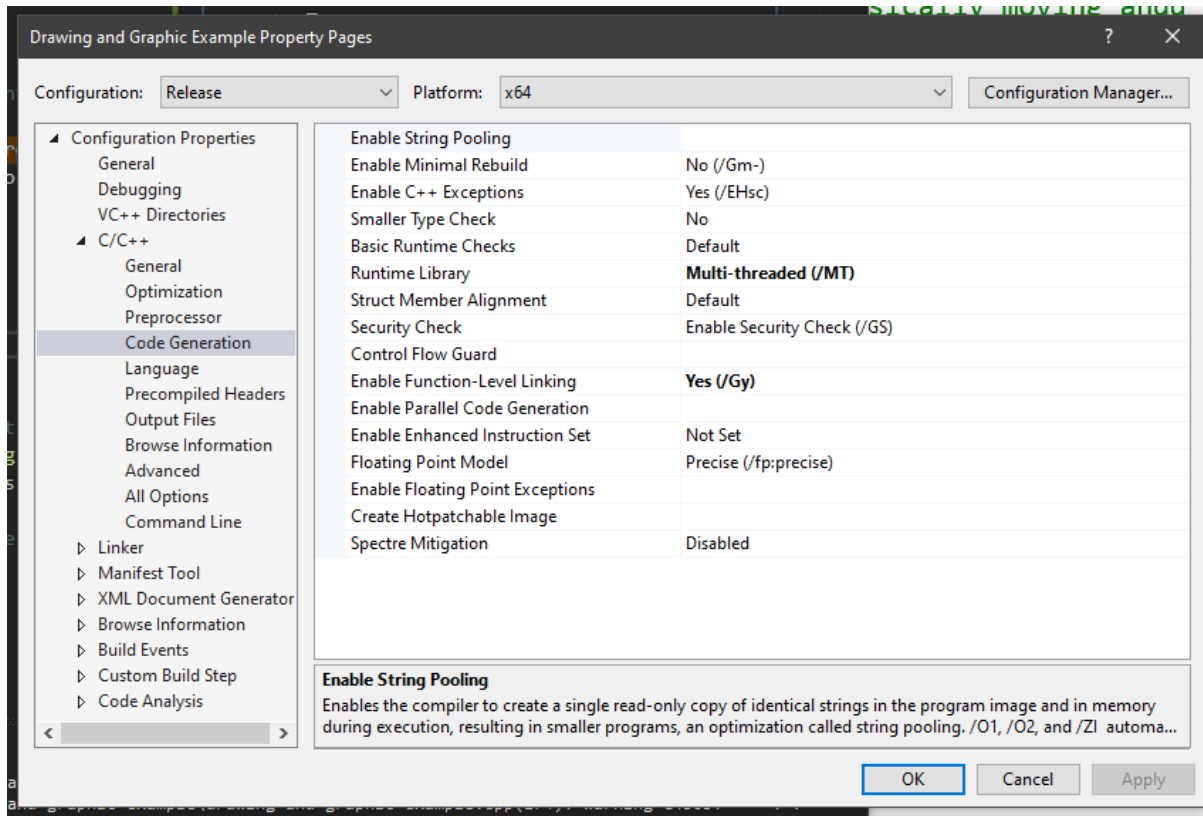 sically moving angu
Drawing and Graphic Example Property Pages
? ×
Configuration: Release Platform: x64 Configuration Manager...
Configuration Properties
General
Debugging
VC++ Directories
C/C++
General
Optimization
Preprocessor
Code Generation
Language
Precompiled Headers
Output Files
Browse Information
Advanced
All Options
Command Line
Linker
Manifest Tool
XML Document Generator
Browse Information
Build Events
Custom Build Step
Code Analysis
Enable String Pooling
Enable Minimal Rebuild No (/Gm-)
Enable C++ Exceptions Yes (/EHsc)
Smaller Type Check No
Basic Runtime Checks Default
Runtime Library Multi-threaded (/MT)
Struct Member Alignment Default
Security Check Enable Security Check (/GS)
Control Flow Guard
Enable Function-Level Linking Yes (/Gy)
Enable Parallel Code Generation
Enable Enhanced Instruction Set Not Set
Floating Point Model Precise (/fp:precise)
Enable Floating Point Exceptions
Create Hotpatchable Image
Spectre Mitigation Disabled
Enable String Pooling
Enables the compiler to create a single read-only copy of identical strings in the program image and in memory
during execution, resulting in smaller programs, an optimization called string pooling. /O1, /O2, and /ZI automa...
OK Cancel Apply